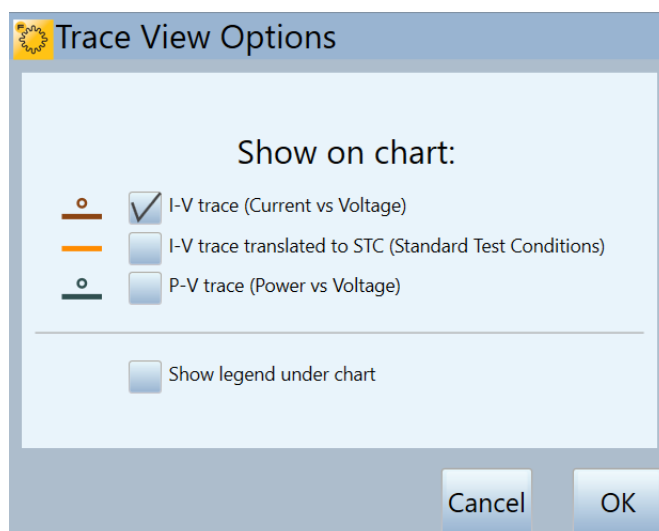 Trace View Options
Show on chart:
I-V trace (Current vs Voltage)
I-V trace translated to STC (Standard Test Conditions)
P-V trace (Power vs Voltage)
Show legend under chart
Cancel OK